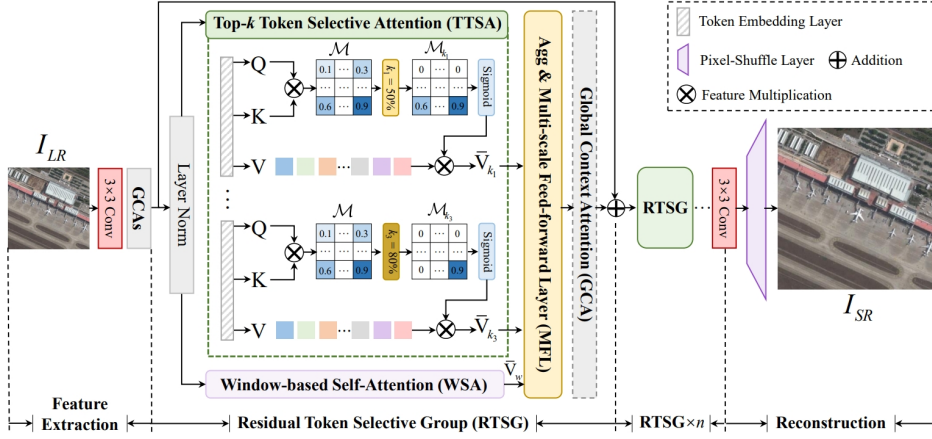 Top-k Token Selective Attention (TTSA)
Token Embedding Layer
Pixel-Shuffle Layer
Addition
Feature Multiplication
I_LR
3×3 Conv
GCAs
Layer Norm
Q
K
V
M
0.1 ⋯ 0.3
⋯ ⋯ ⋯
0.6 ⋯ 0.9
k₁ = 50%
M_k₁
0 ⋯ 0
⋯ ⋯ ⋯
0.6 ⋯ 0.9
Sigmoid
V̄_k₁
⋯
⋮
Q
K
V
M
0.1 ⋯ 0.3
⋯ ⋯ ⋯
0.6 ⋯ 0.9
k₃ = 80%
M_k₃
0 ⋯ 0
⋯ ⋯ ⋯
0 ⋯ 0.9
Sigmoid
V̄_k₃
⋯
Window-based Self-Attention (WSA)
V̄_w
Agg & Multi-scale Feed-forward Layer (MFL)
Global Context Attention (GCA)
RTSG
⋯
3×3 Conv
I_SR
Feature
Extraction
Residual Token Selective Group (RTSG)
RTSG×n
Reconstruction